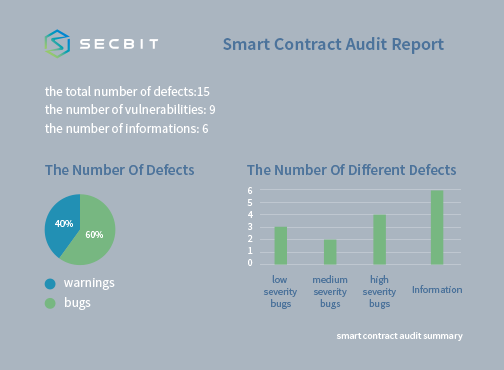 SECBIT
Smart Contract Audit Report
the total number of defects:15
the number of vulnerabilities: 9
the number of informations: 6
The Number Of Defects
40%
60%
warnings
bugs
The Number Of Different Defects
6
5
4
3
2
1
0
low severity bugs
medium severity bugs
high severity bugs
Information
smart contract audit summary